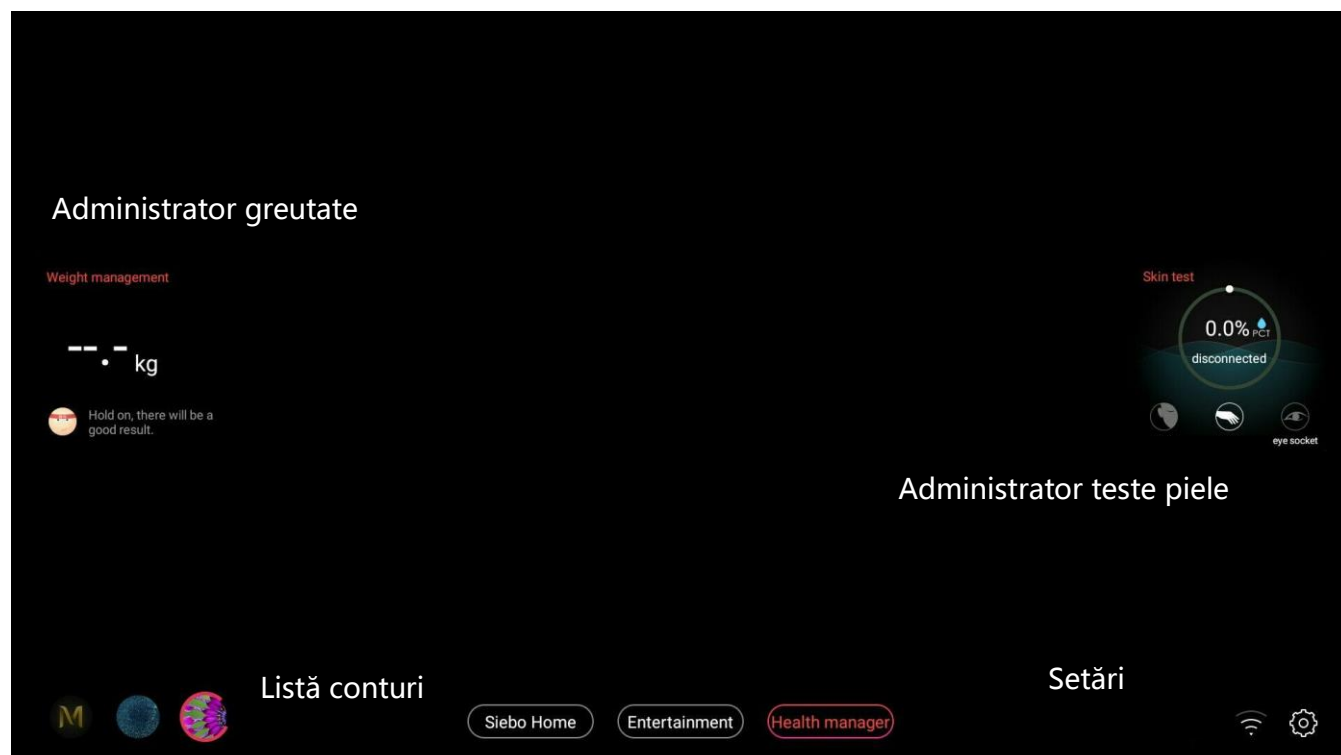 Administrator greutate
Weight management
Skin test
0.0% PCT
disconnected
--.- kg
Hold on, there will be a
good result.
eye socket
Administrator teste piele
Listă conturi
Setări
M
Siebo Home
Entertainment
Health manager